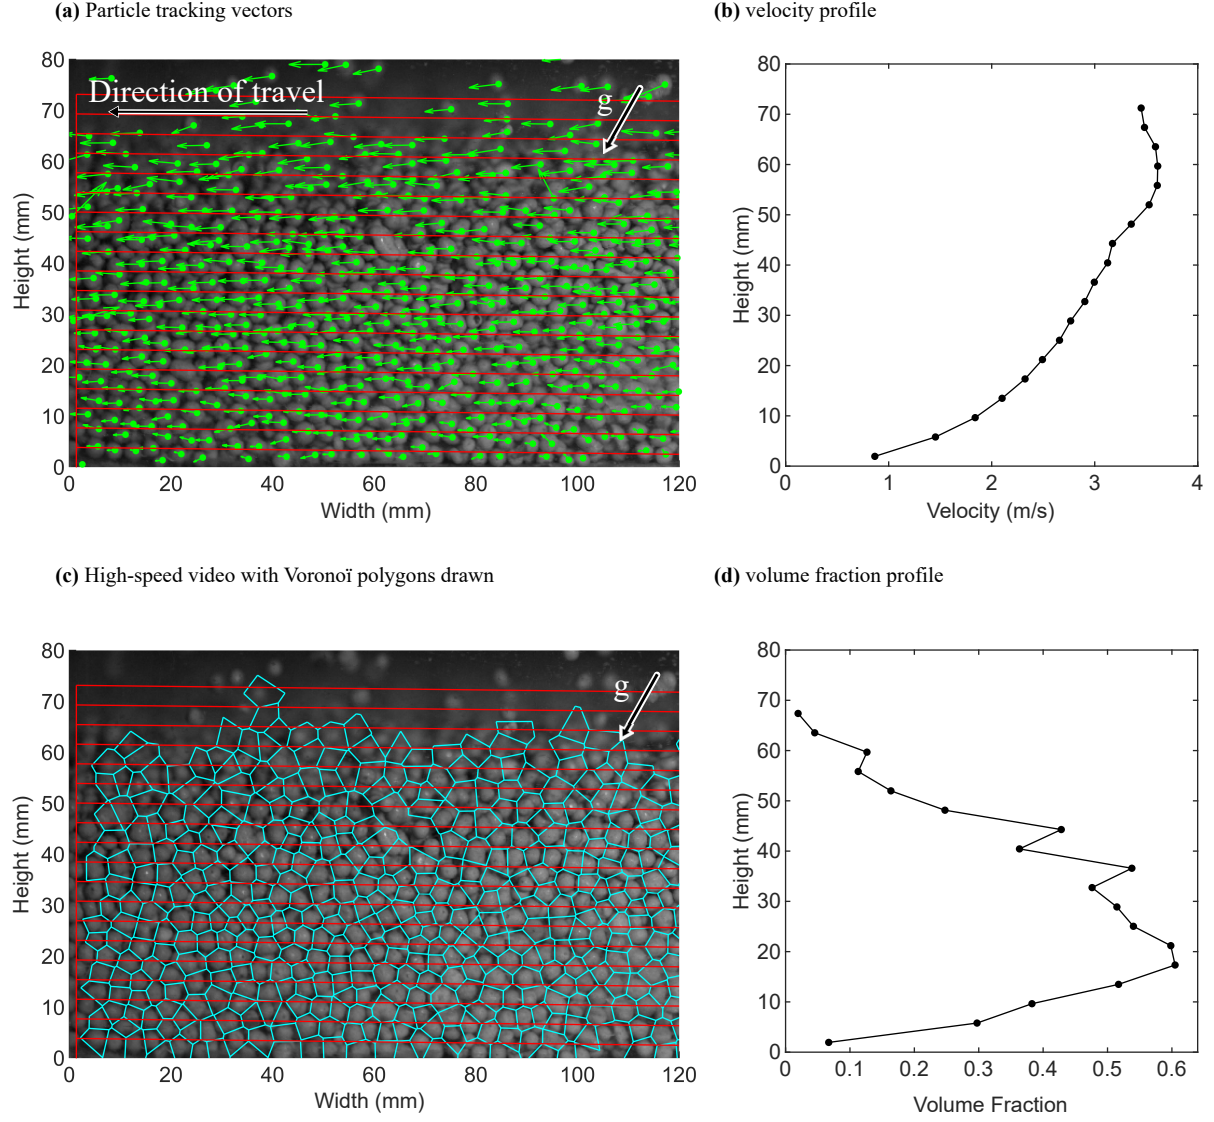 (a) Particle tracking vectors
(b) velocity profile
80
70
60
50
40
30
20
10
0
Height (mm)
Direction of travel
g
0 20 40 60 80 100 120
Width (mm)
80
70
60
50
40
30
20
10
0
Height (mm)
0 1 2 3 4
Velocity (m/s)
(c) High-speed video with Voronoï polygons drawn
(d) volume fraction profile
80
70
60
50
40
30
20
10
0
Height (mm)
g
0 20 40 60 80 100 120
Width (mm)
80
70
60
50
40
30
20
10
0
Height (mm)
0 0.1 0.2 0.3 0.4 0.5 0.6
Volume Fraction